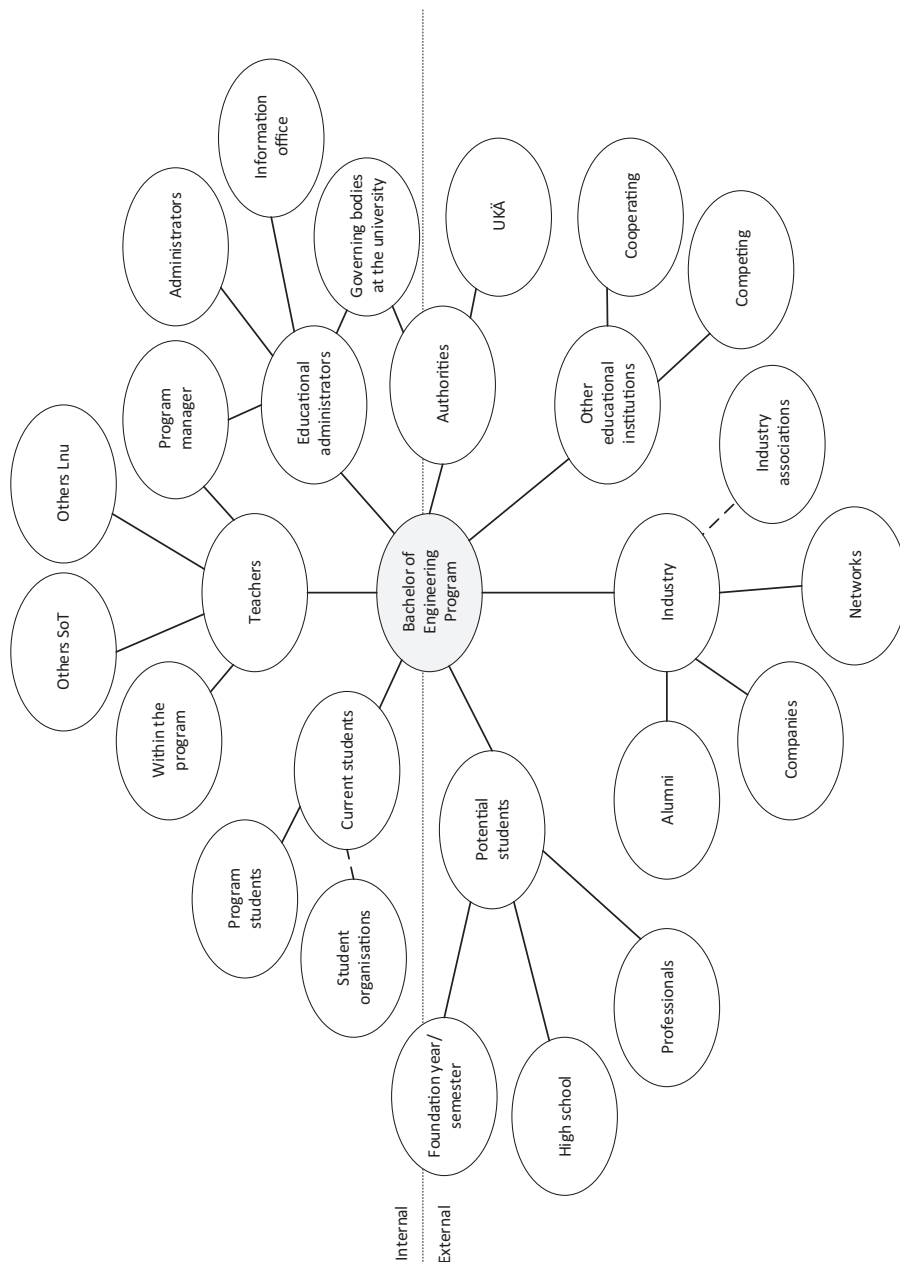 Others SoT
Others Lnu
Within the
program
Program
manager
Administrators
Information
office
Teachers
Educational
administrators
Governing bodies
at the university
Program
students
Student
organisations
Current students
Internal
External
Bachelor of
Engineering
Program
Authorities
UKÄ
Foundation year/
semester
High school
Professionals
Potential
students
Other
educational
institutions
Cooperating
Competing
Industry
Industry
associations
Alumni
Companies
Networks